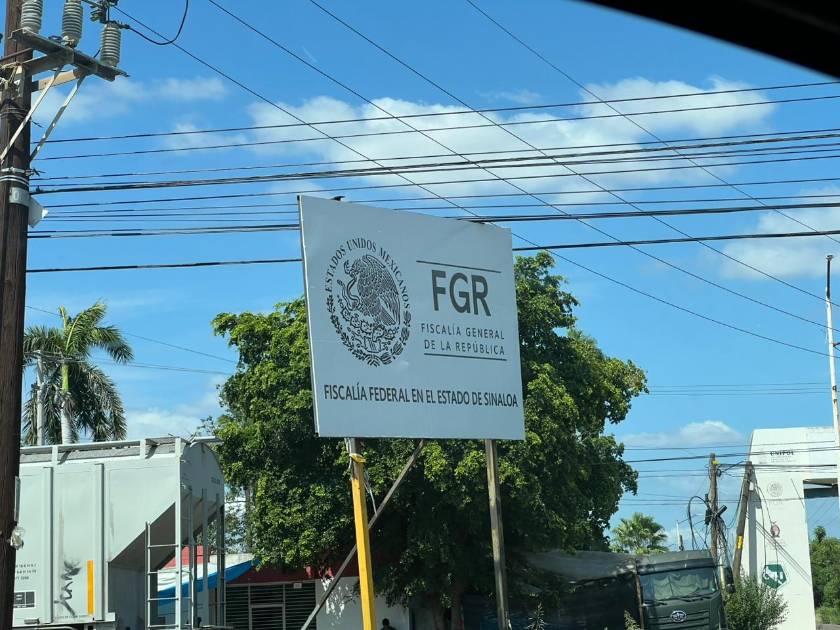 ESTADOS UNIDOS MEXICANOS
FGR
FISCALÍA GENERAL
DE LA REPÚBLICA
FISCALÍA FEDERAL EN EL ESTADO DE SINALOA